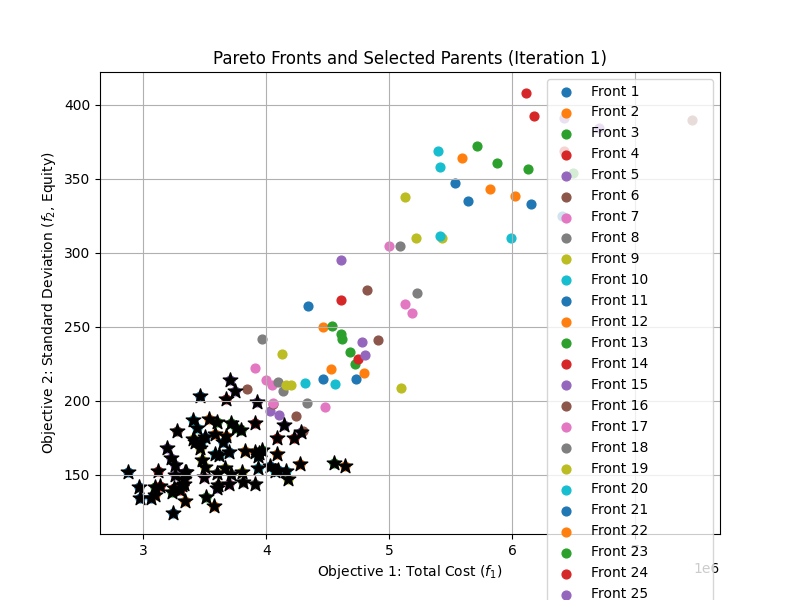 Pareto Fronts and Selected Parents (Iteration 1)
Objective 2: Standard Deviation (f₂, Equity)
400
350
300
250
200
150
3
4
5
6
1e6
Objective 1: Total Cost (f₁)
Front 1
Front 2
Front 3
Front 4
Front 5
Front 6
Front 7
Front 8
Front 9
Front 10
Front 11
Front 12
Front 13
Front 14
Front 15
Front 16
Front 17
Front 18
Front 19
Front 20
Front 21
Front 22
Front 23
Front 24
Front 25